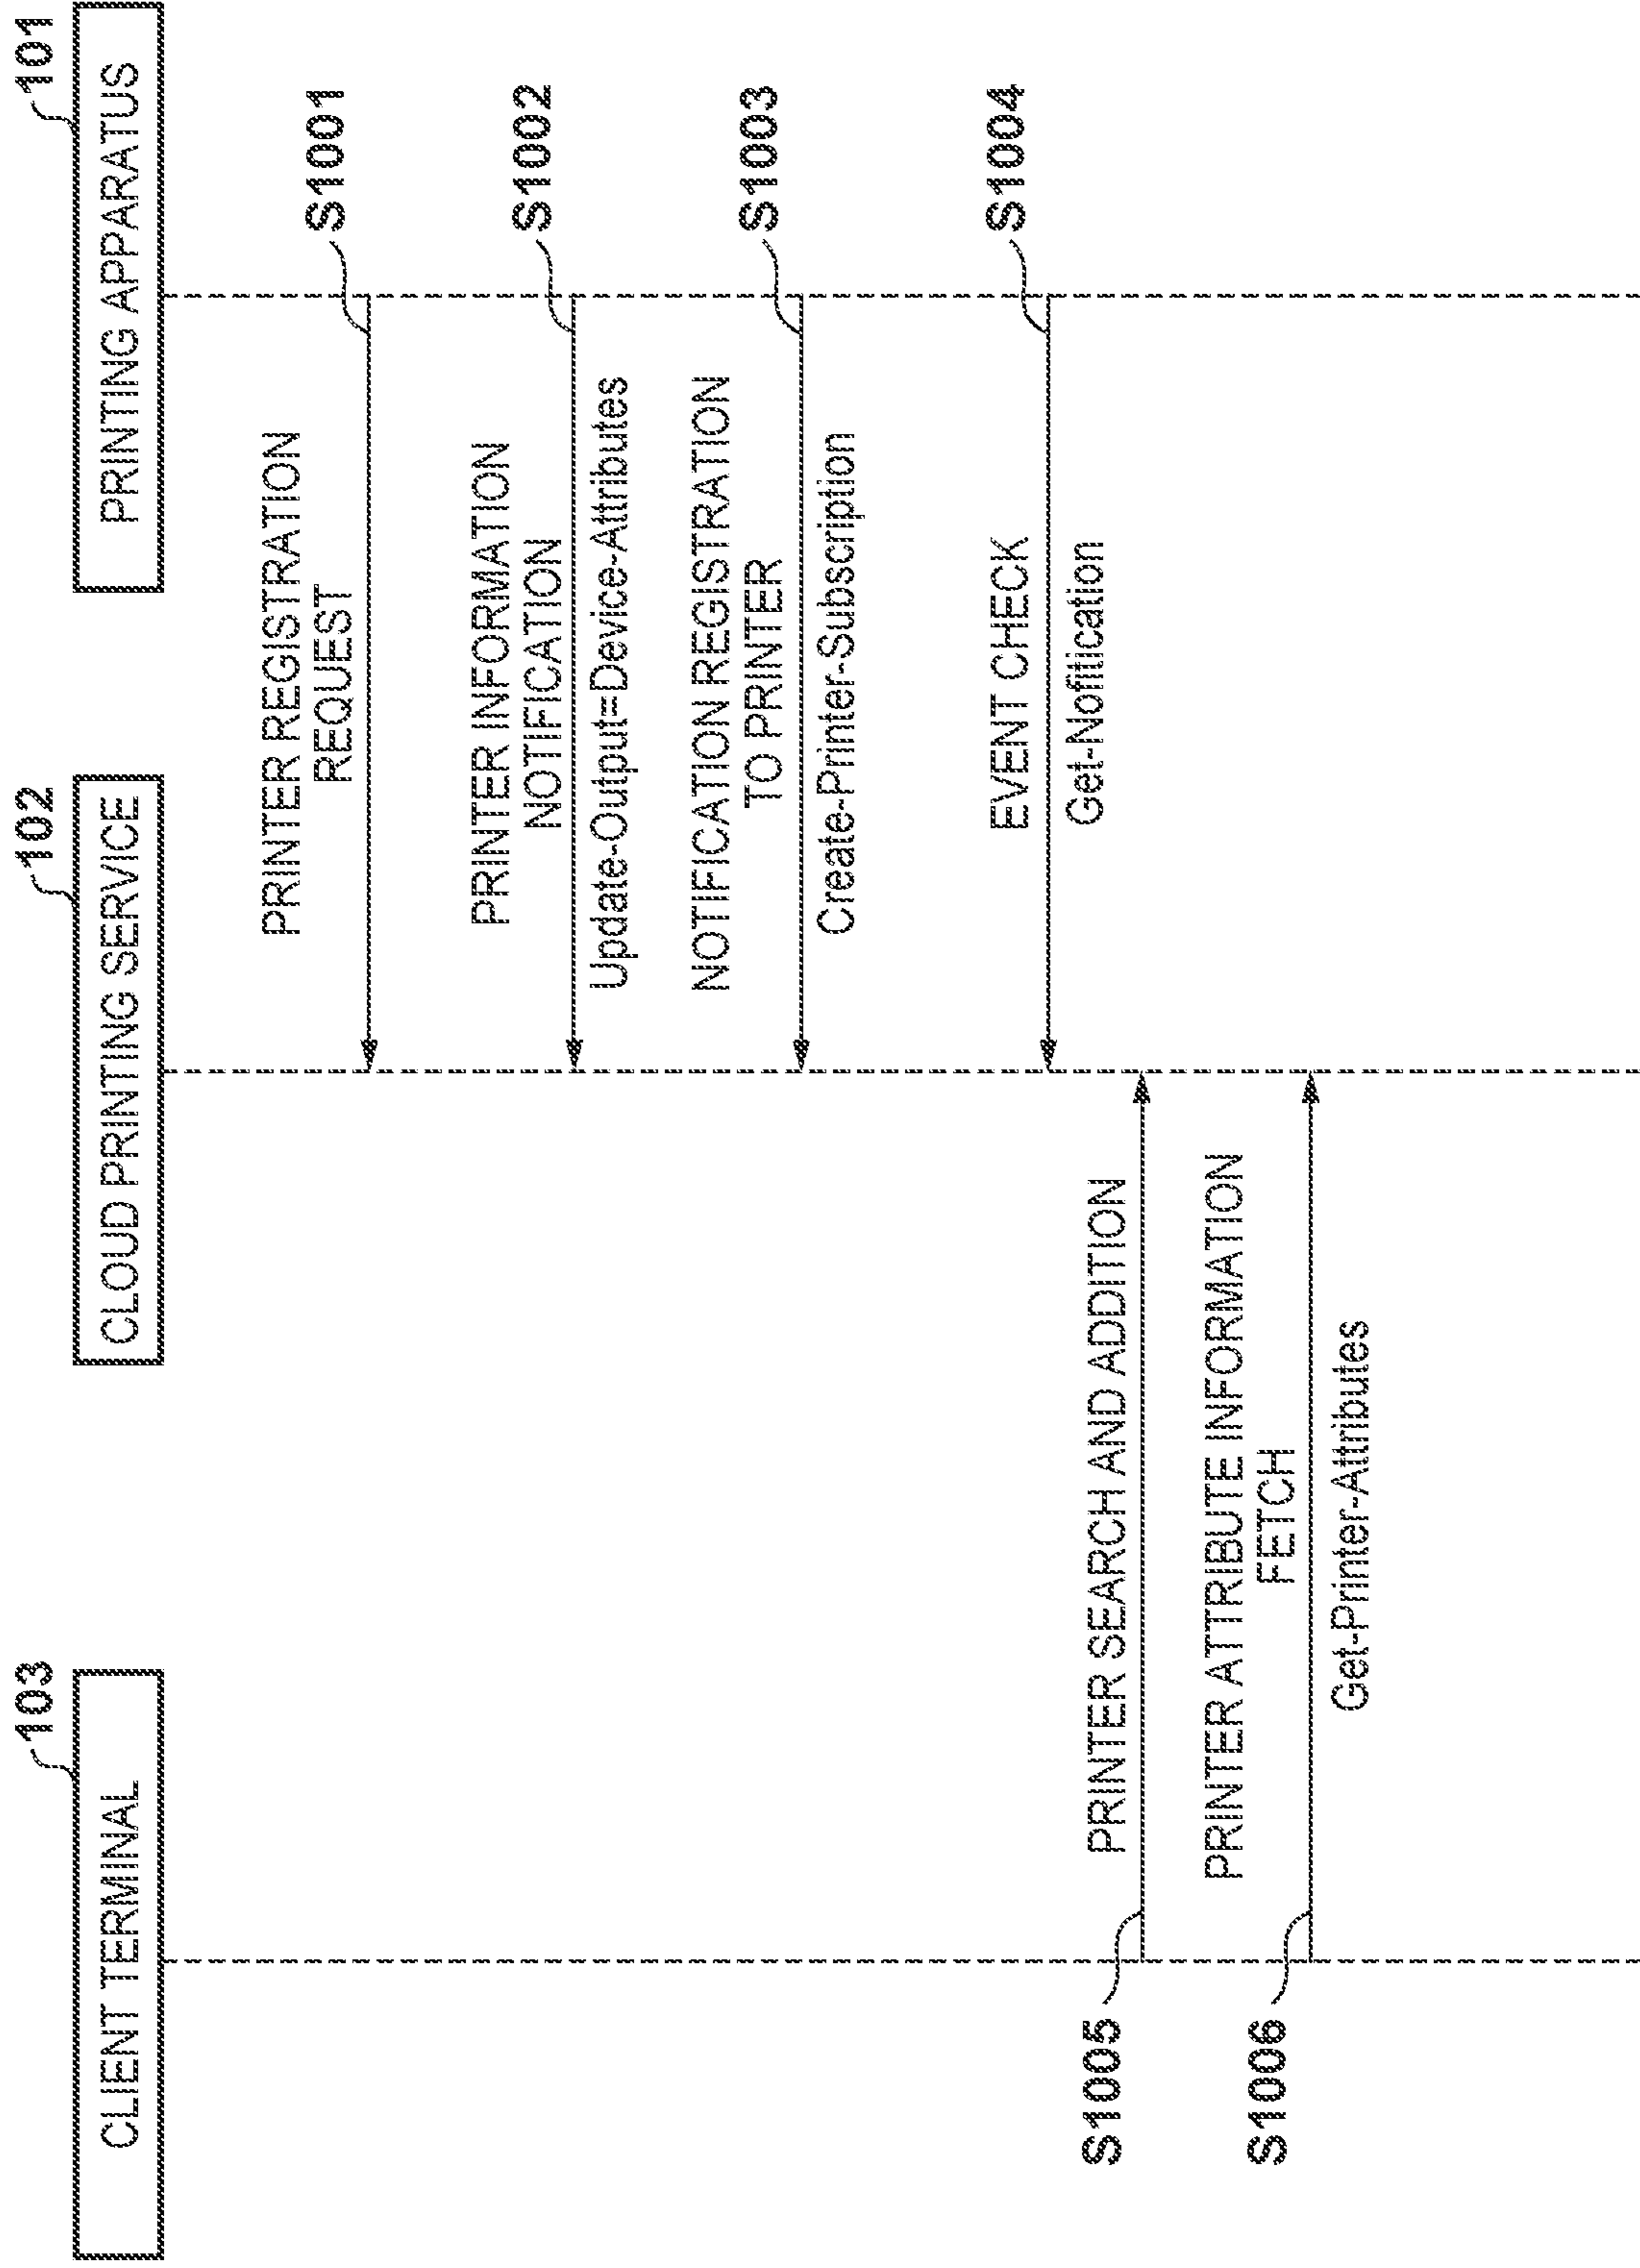 103
CLIENT TERMINAL
102
CLOUD PRINTING SERVICE
101
PRINTING APPARATUS
PRINTER REGISTRATION
REQUEST
S1001
PRINTER INFORMATION
NOTIFICATION
S1002
Update-Output=Device-Attributes
NOTIFICATION REGISTRATION
TO PRINTER
S1003
Create-Printer-Subscription
EVENT CHECK
S1004
Get-Nofitication
S1005
PRINTER SEARCH AND ADDITION
S1006
PRINTER ATTRIBUTE INFORMATION
FETCH
Get-Printer-Attributes